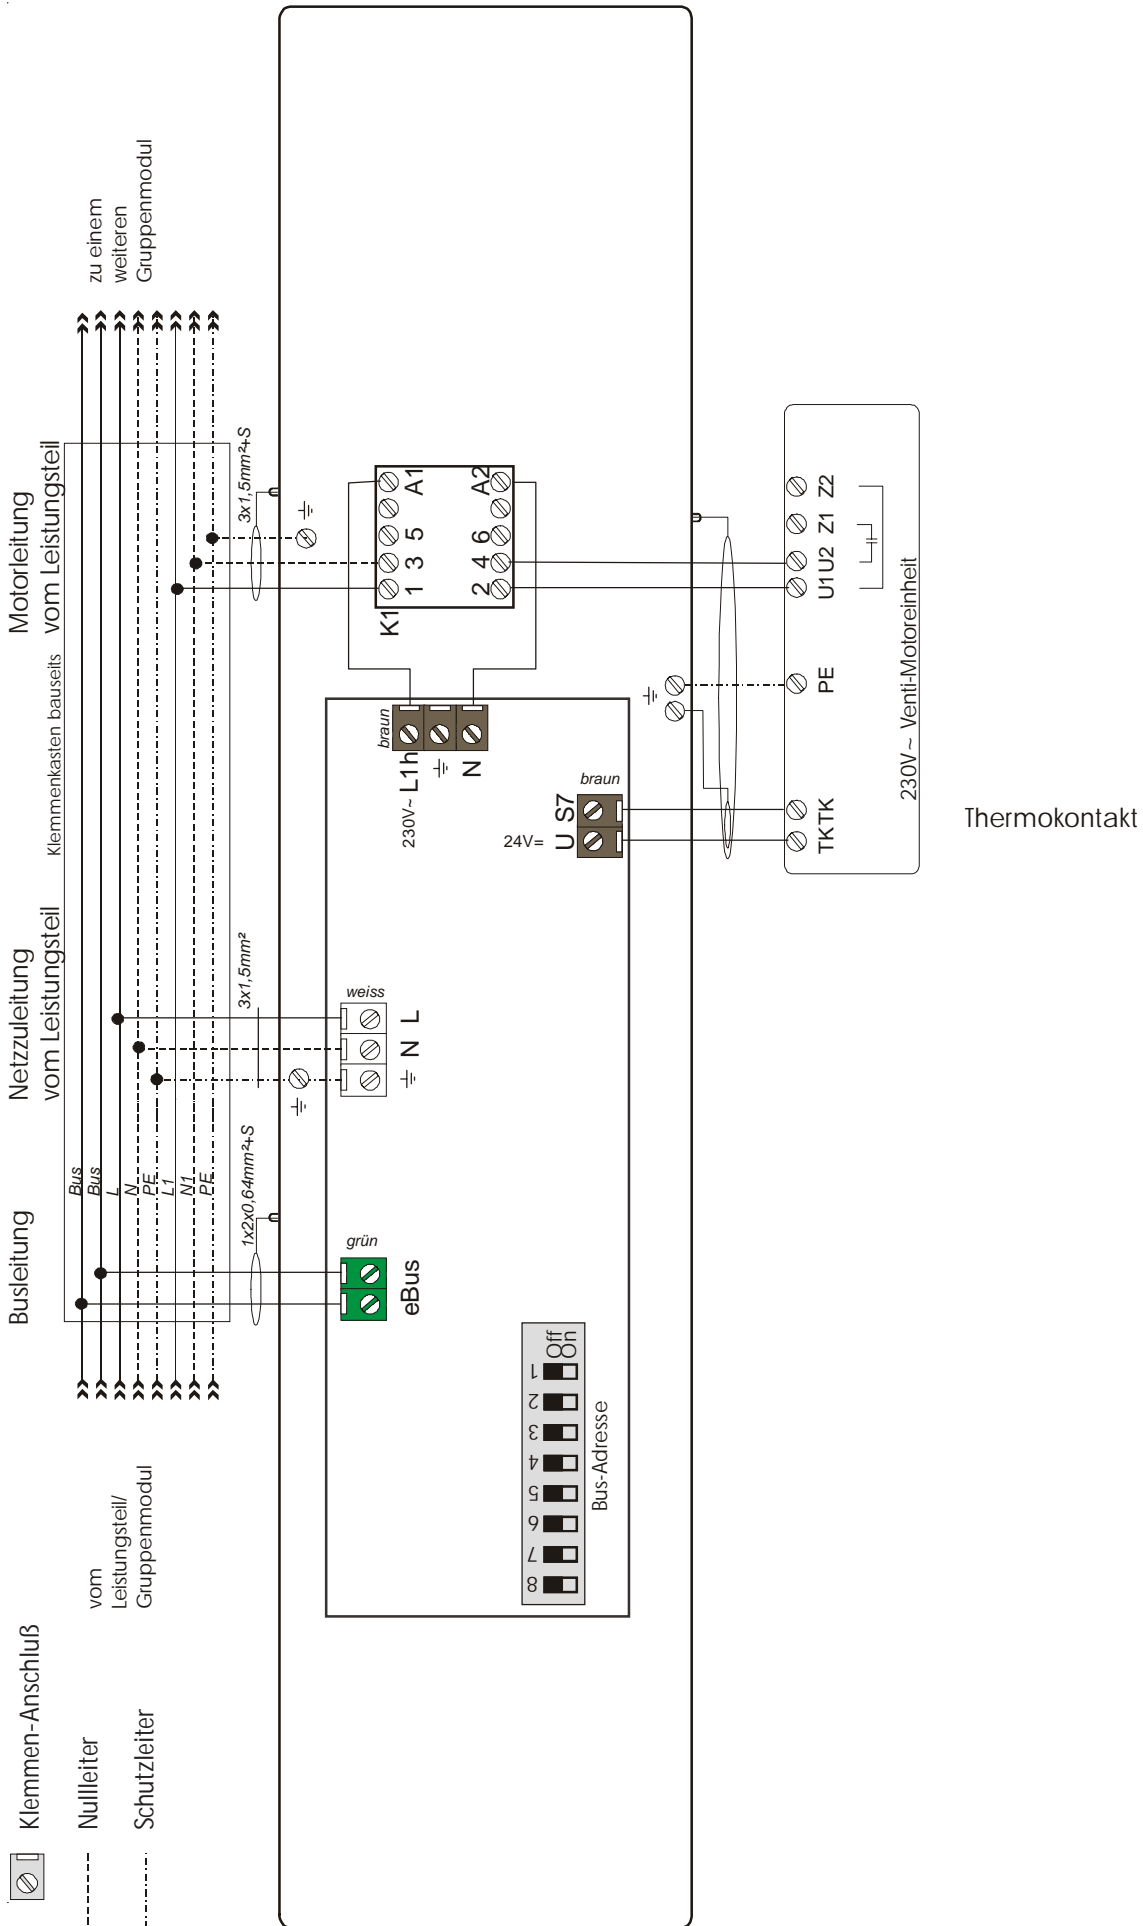 Klemmen-Anschluß
Nullleiter
Schutzleiter
vom
Leistungsteil/
Gruppenmodul
Busleitung
Netzzuleitung
vom Leistungsteil
Klemmenkasten bauseits
Motorleitung
vom Leistungsteil
zu einem
weiteren
Gruppenmodul
Bus
Bus
L
N
PE
L1
N1
PE
1x2x0,64mm²+S
3x1,5mm²
3x1,5mm²+S
grün
eBus
weiss
N L
braun
230V~ L1h
N
K1
1 3 5 A1
2 4 6 A2
braun
24V= U S7
8 7 6 5 4 3 2 1
Off
On
Bus-Adresse
TK TK PE U1 U2 Z1 Z2
230V~ Venti-Motoreinheit
Thermokontakt